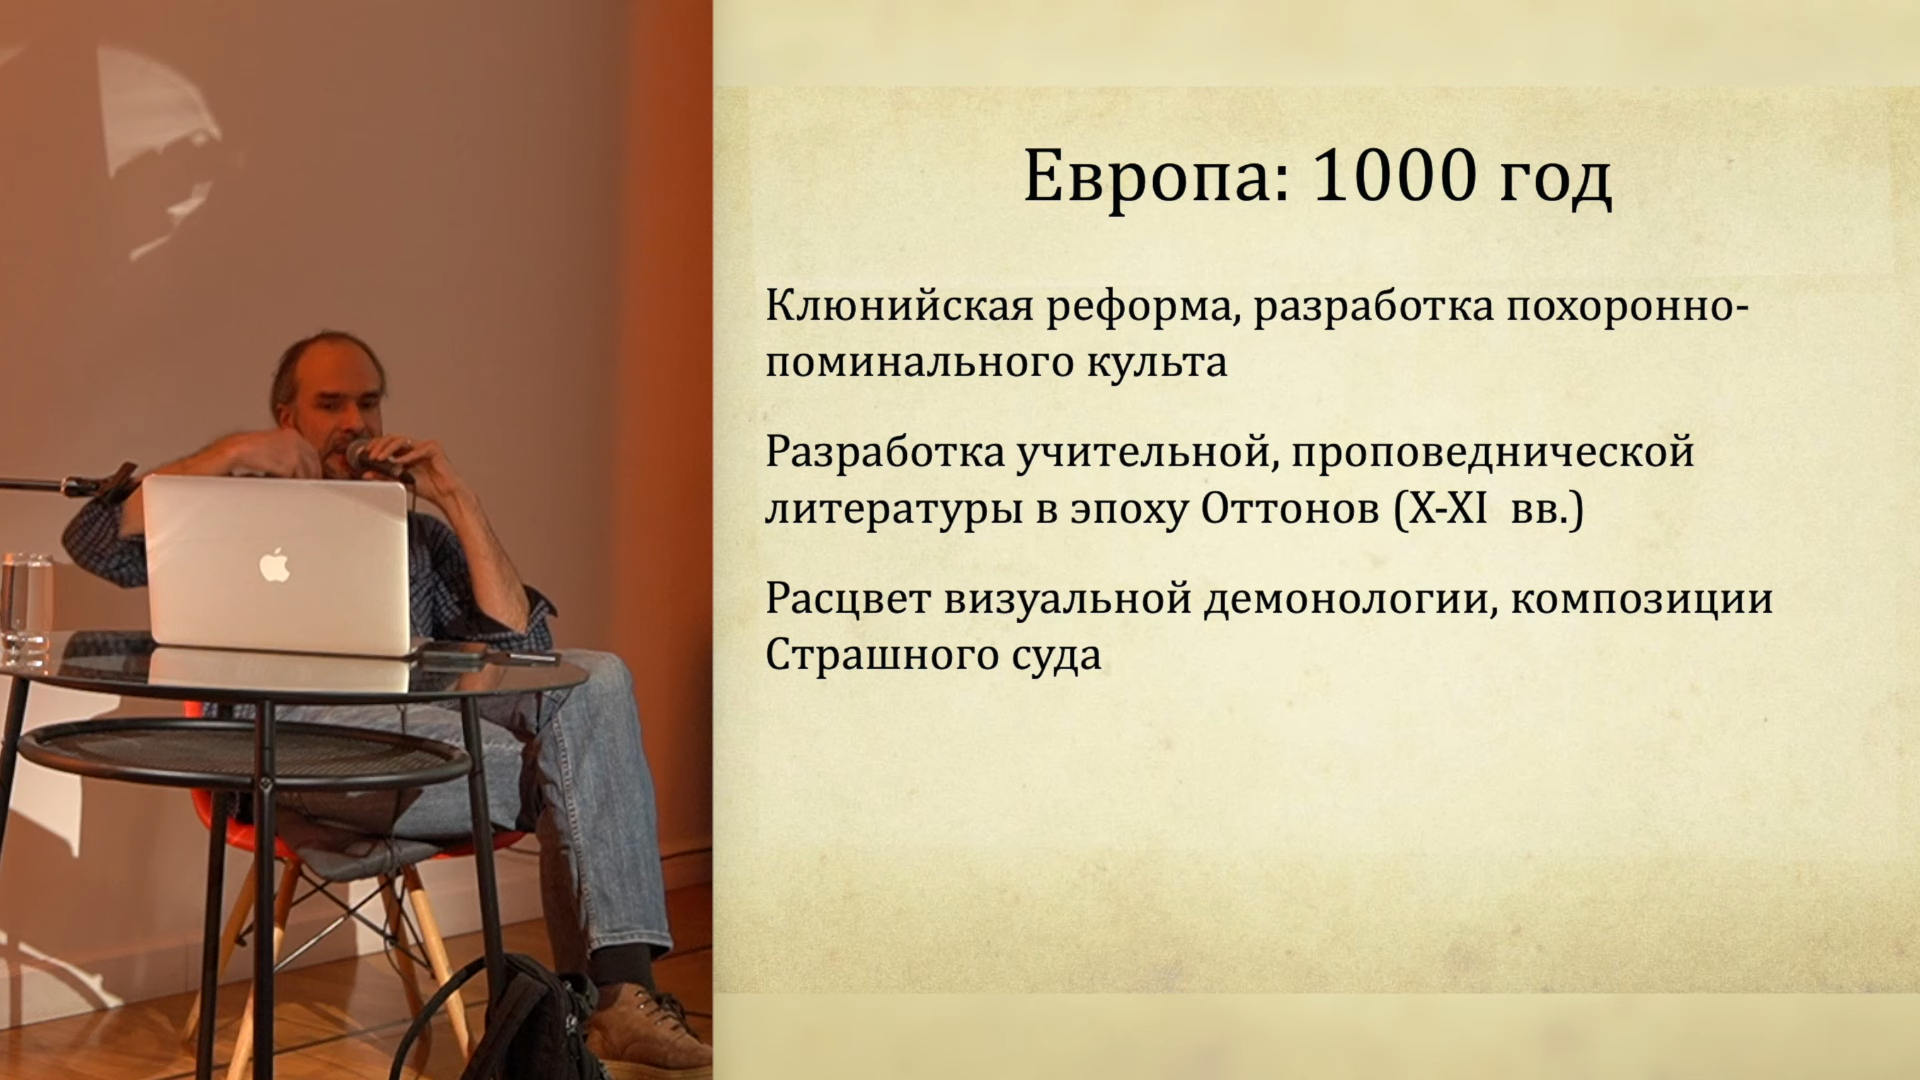 Европа: 1000 год
Клюнийская реформа, разработка похоронно-
поминального культа
Разработка учительной, проповеднической
литературы в эпоху Оттонов (X-XI  вв.)
Расцвет визуальной демонологии, композиции
Страшного суда